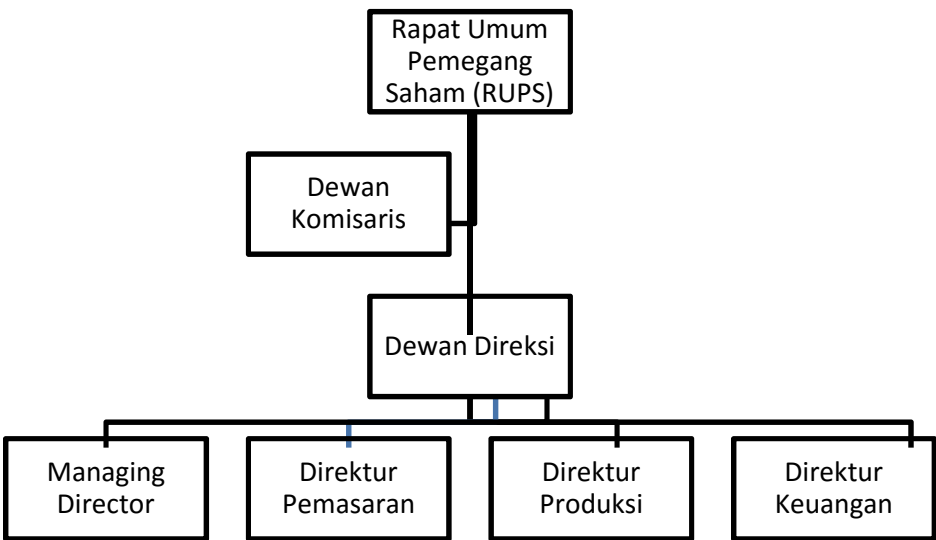 Rapat Umum
Pemegang
Saham (RUPS)
Dewan
Komisaris
Dewan Direksi
Managing
Director
Direktur
Pemasaran
Direktur
Produksi
Direktur
Keuangan